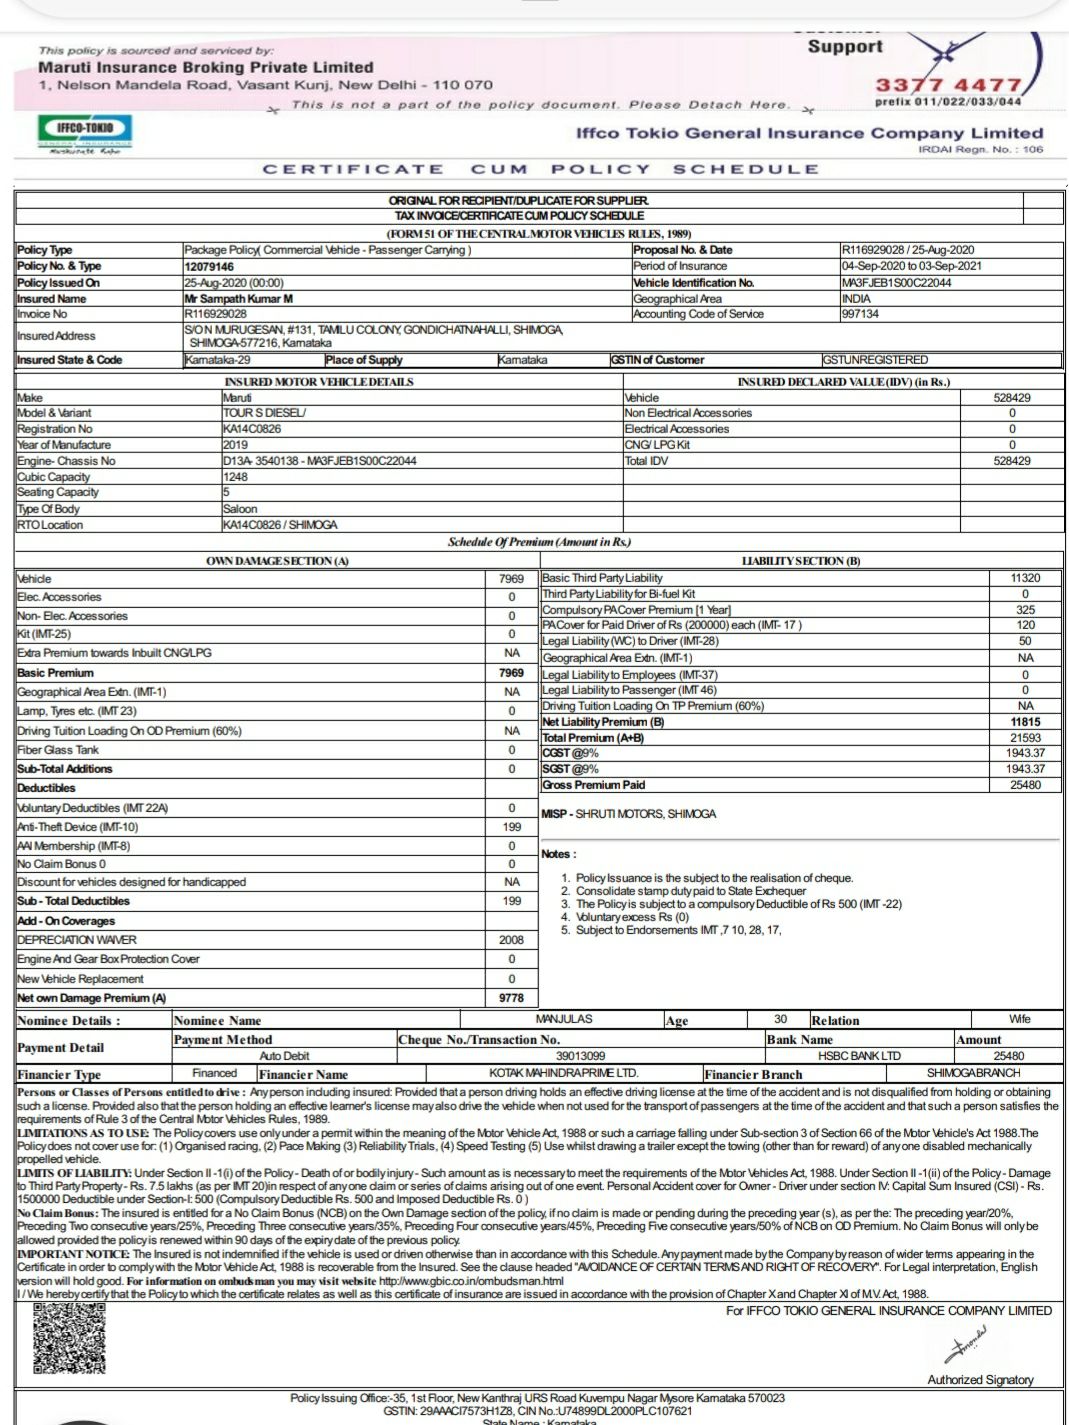 This policy is sourced and serviced by:
Maruti Insurance Broking Private Limited
1, Nelson Mandela Road, Vasant Kunj, New Delhi - 110 070
Support
3377 4477
prefix 011/022/033/044
This is not a part of the policy document. Please Detach Here.
IFFCO-TOKIO
GENERAL INSURANCE
Muskurate Raho
Iffco Tokio General Insurance Company Limited
IRDAI Regn. No. : 106
CERTIFICATE CUM POLICY SCHEDULE
ORIGINAL FOR RECIPIENT/DUPLICATE FOR SUPPLIER.
TAX INVOICE/CERTIFICATE CUM POLICY SCHEDULE
(FORM 51 OF THE CENTRAL MOTOR VEHICLES RULES, 1989)
Policy Type Package Policy( Commercial Vehicle - Passenger Carrying ) Proposal No. & Date R116929028 / 25-Aug-2020
Policy No. & Type 12079146 Period of Insurance 04-Sep-2020 to 03-Sep-2021
Policy Issued On 25-Aug-2020 (00:00) Vehicle Identification No. MA3FJEB1S00C22044
Insured Name Mr Sampath Kumar M Geographical Area INDIA
Invoice No R116929028 Accounting Code of Service 997134
Insured Address S/O N MURUGESAN, #131, TAMILU COLONY, GONDICHATNAHALLI, SHIMOGA,
SHIMOGA-577216, Karnataka
Insured State & Code Karnataka-29 Place of Supply Karnataka GSTIN of Customer GSTUNREGISTERED
INSURED MOTOR VEHICLE DETAILS INSURED DECLARED VALUE (IDV) (in Rs.)
Make Maruti Vehicle 528429
Model & Variant TOUR S DIESEL/ Non Electrical Accessories 0
Registration No KA14C0826 Electrical Accessories 0
Year of Manufacture 2019 CNG/ LPG Kit 0
Engine- Chassis No D13A- 3540138 - MA3FJEB1S00C22044 Total IDV 528429
Cubic Capacity 1248
Seating Capacity 5
Type Of Body Saloon
RTO Location KA14C0826 / SHIMOGA
Schedule Of Premium (Amount in Rs.)
OWN DAMAGE SECTION (A)
Vehicle 7969
Elec. Accessories 0
Non- Elec. Accessories 0
Kit (IMT-25) 0
Extra Premium towards Inbuilt CNG/LPG NA
Basic Premium 7969
Geographical Area Extn. (IMT-1) NA
Lamp, Tyres etc. (IMT 23) 0
Driving Tuition Loading On OD Premium (60%) NA
Fiber Glass Tank 0
Sub-Total Additions 0
Deductibles
Voluntary Deductibles (IMT 22A) 0
Anti-Theft Device (IMT-10) 199
AAI Membership (IMT-8) 0
No Claim Bonus 0 0
Discount for vehicles designed for handicapped NA
Sub - Total Deductibles 199
Add - On Coverages
DEPRECIATION WAIVER 2008
Engine And Gear Box Protection Cover 0
New Vehicle Replacement 0
Net own Damage Premium (A) 9778
LIABILITY SECTION (B)
Basic Third Party Liability 11320
Third Party Liability for Bi-fuel Kit 0
Compulsory PA Cover Premium [1 Year] 325
PA Cover for Paid Driver of Rs (200000) each (IMT- 17 ) 120
Legal Liability (WC) to Driver (IMT-28) 50
Geographical Area Extn. (IMT-1) NA
Legal Liability to Employees (IMT-37) 0
Legal Liability to Passenger (IMT 46) 0
Driving Tuition Loading On TP Premium (60%) NA
Net Liability Premium (B) 11815
Total Premium (A+B) 21593
CGST @9% 1943.37
SGST @9% 1943.37
Gross Premium Paid 25480
MISP - SHRUTI MOTORS, SHIMOGA
Notes :
1. Policy Issuance is the subject to the realisation of cheque.
2. Consolidate stamp duty paid to State Exchequer
3. The Policy is subject to a compulsory Deductible of Rs 500 (IMT -22)
4. Voluntary excess Rs (0)
5. Subject to Endorsements IMT ,7 10, 28, 17,
Nominee Details : Nominee Name MANJULAS Age 30 Relation Wife
Payment Detail Payment Method Cheque No./Transaction No. Bank Name Amount
Auto Debit 39013099 HSBC BANK LTD 25480
Financier Type Financed Financier Name KOTAK MAHINDRA PRIME LTD. Financier Branch SHIMOGABRANCH
Persons or Classes of Persons entitled to drive : Any person including insured: Provided that a person driving holds an effective driving license at the time of the accident and is not disqualified from holding or obtaining
such a license. Provided also that the person holding an effective learner's license may also drive the vehicle when not used for the transport of passengers at the time of the accident and that such a person satisfies the
requirements of Rule 3 of the Central Motor Vehicles Rules, 1989.
LIMITATIONS AS TO USE: The Policy covers use only under a permit within the meaning of the Motor Vehicle Act, 1988 or such a carriage falling under Sub-section 3 of Section 66 of the Motor Vehicle's Act 1988.The
Policy does not cover use for: (1) Organised racing, (2) Pace Making (3) Reliability Trials, (4) Speed Testing (5) Use whilst drawing a trailer except the towing (other than for reward) of any one disabled mechanically
propelled vehicle.
LIMITS OF LIABILITY: Under Section II -1(i) of the Policy - Death of or bodily injury - Such amount as is necessary to meet the requirements of the Motor Vehicles Act, 1988. Under Section II -1(ii) of the Policy - Damage
to Third Party Property - Rs. 7.5 lakhs (as per IMT 20)in respect of any one claim or series of claims arising out of one event. Personal Accident cover for Owner - Driver under section IV: Capital Sum Insured (CSI) - Rs.
1500000 Deductible under Section-I: 500 (Compulsory Deductible Rs. 500 and Imposed Deductible Rs. 0 )
No Claim Bonus: The insured is entitled for a No Claim Bonus (NCB) on the Own Damage section of the policy, if no claim is made or pending during the preceding year (s), as per the: The preceding year/20%,
Preceding Two consecutive years/25%, Preceding Three consecutive years/35%, Preceding Four consecutive years/45%, Preceding Five consecutive years/50% of NCB on OD Premium. No Claim Bonus will only be
allowed provided the policy is renewed within 90 days of the expiry date of the previous policy.
IMPORTANT NOTICE: The Insured is not indemnified if the vehicle is used or driven otherwise than in accordance with this Schedule. Any payment made by the Company by reason of wider terms appearing in the
Certificate in order to comply with the Motor Vehicle Act, 1988 is recoverable from the Insured. See the clause headed "AVOIDANCE OF CERTAIN TERMS AND RIGHT OF RECOVERY". For Legal interpretation, English
version will hold good. For information on ombudsman you may visit website http://www.gbic.co.in/ombudsman.html
I / We hereby certify that the Policy to which the certificate relates as well as this certificate of insurance are issued in accordance with the provision of Chapter X and Chapter XI of M.V. Act, 1988.
For IFFCO TOKIO GENERAL INSURANCE COMPANY LIMITED
Authorized Signatory
Policy Issuing Office:-35, 1st Floor, New Kanthraj URS Road Kuvempu Nagar Mysore Karnataka 570023
GSTIN: 29AAACI7573H1Z8, CIN No.:U74899DL2000PLC107621
State Name : Karnataka